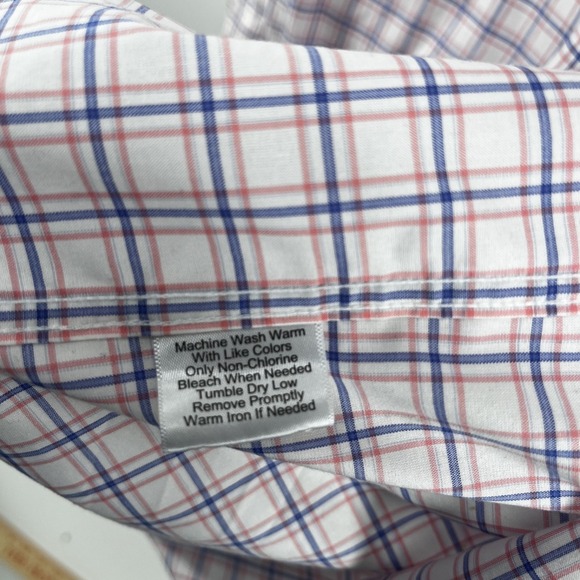 Machine Wash Warm
With Like Colors
Only Non-Chlorine
Bleach When Needed
Tumble Dry Low
Remove Promptly
Warm Iron If Needed